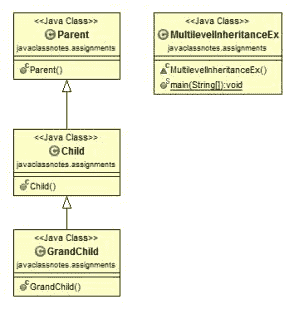 <<Java Class>>
Parent
javaclassnotes.assignments
Parent()
<<Java Class>>
MultilevelInheritanceEx
javaclassnotes.assignments
MultilevelInheritanceEx()
main(String[]):void
<<Java Class>>
Child
javaclassnotes.assignments
Child()
<<Java Class>>
GrandChild
javaclassnotes.assignments
GrandChild()